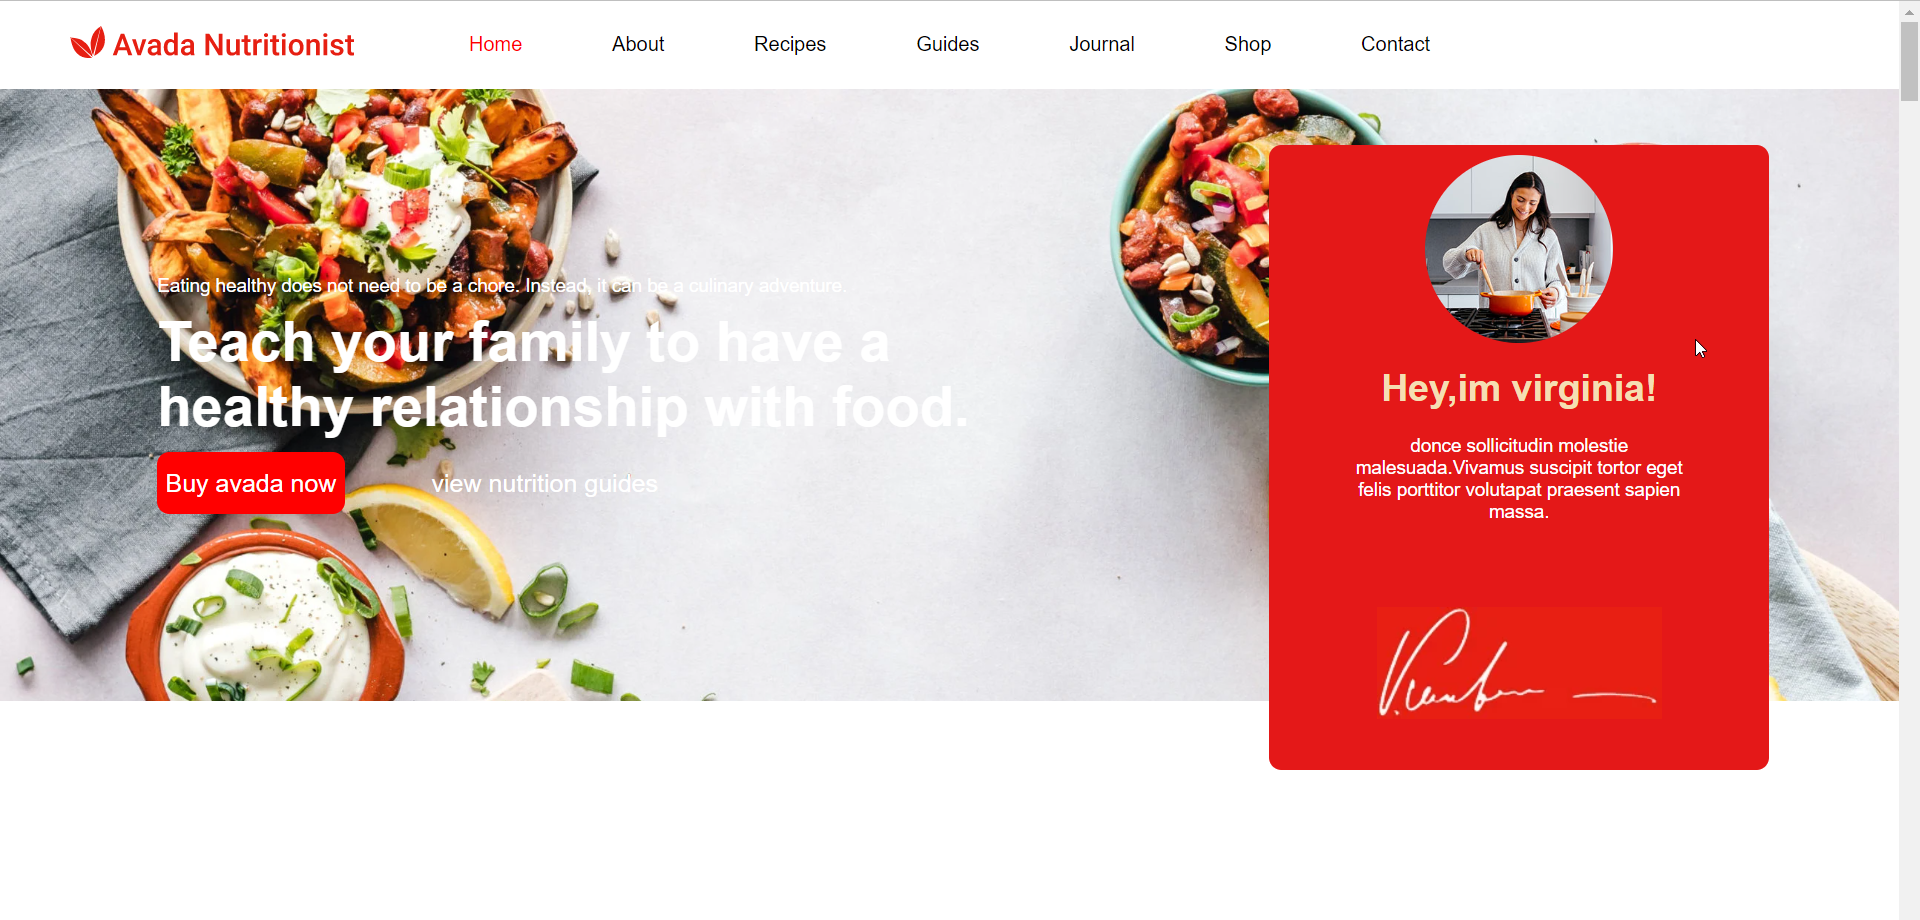 Avada Nutritionist
Home
About
Recipes
Guides
Journal
Shop
Contact
Eating healthy does not need to be a chore. Instead, it can be a culinary adventure.
Teach your family to have a
healthy relationship with food.
Buy avada now
view nutrition guides
Hey,im virginia!
donce sollicitudin molestie
malesuada.Vivamus suscipit tortor eget
felis porttitor volutapat praesent sapien
massa.